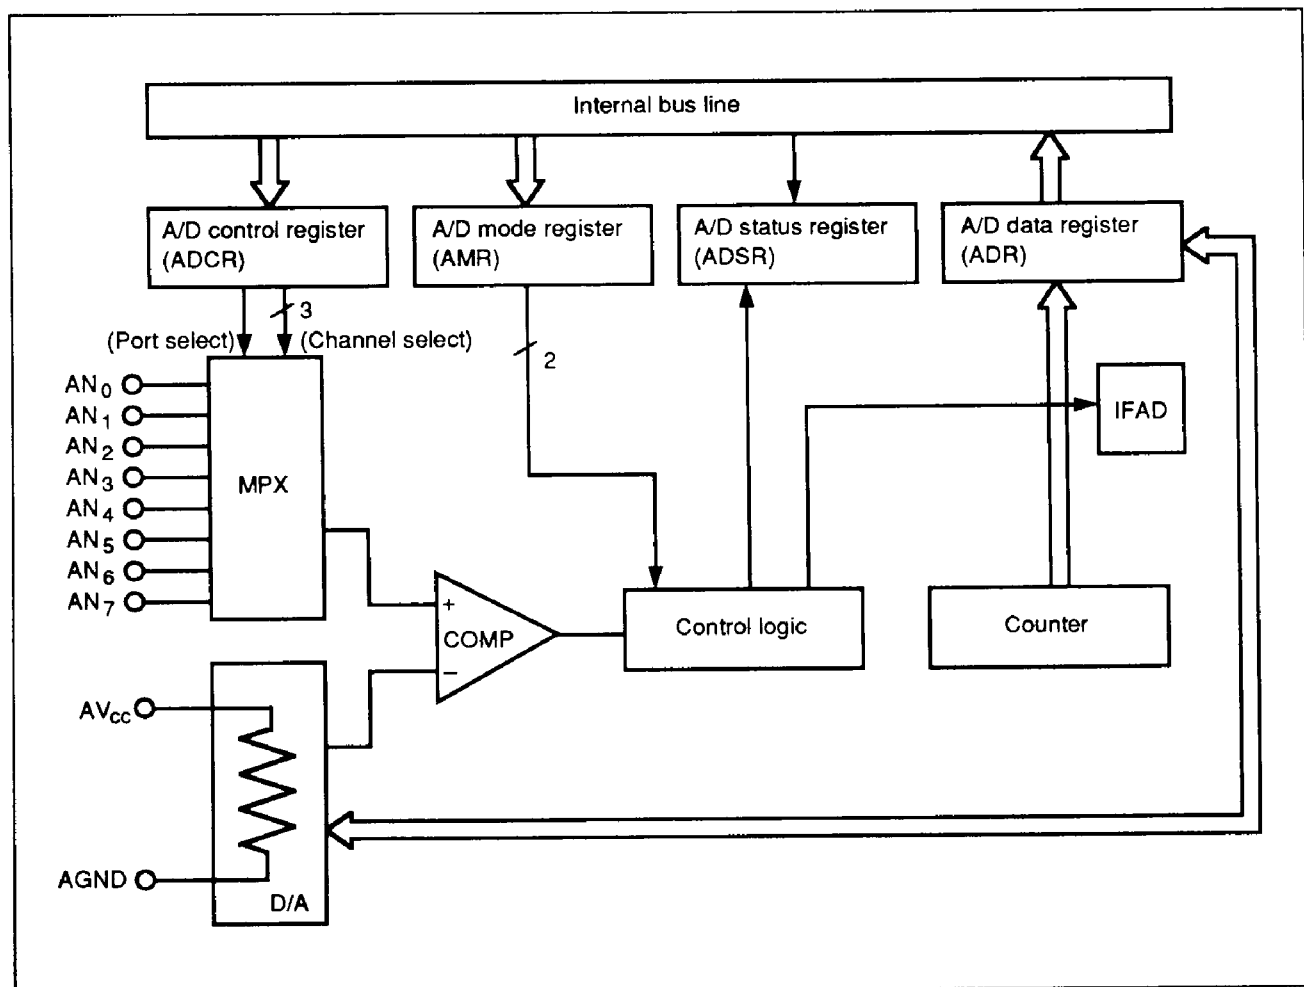 Internal bus line
A/D control register
(ADCR)
A/D mode register
(AMR)
A/D status register
(ADSR)
A/D data register
(ADR)
3
(Port select)
(Channel select)
2
AN0
AN1
AN2
AN3
AN4
AN5
AN6
AN7
MPX
IFAD
+
COMP
−
Control logic
Counter
AVcc
AGND
D/A